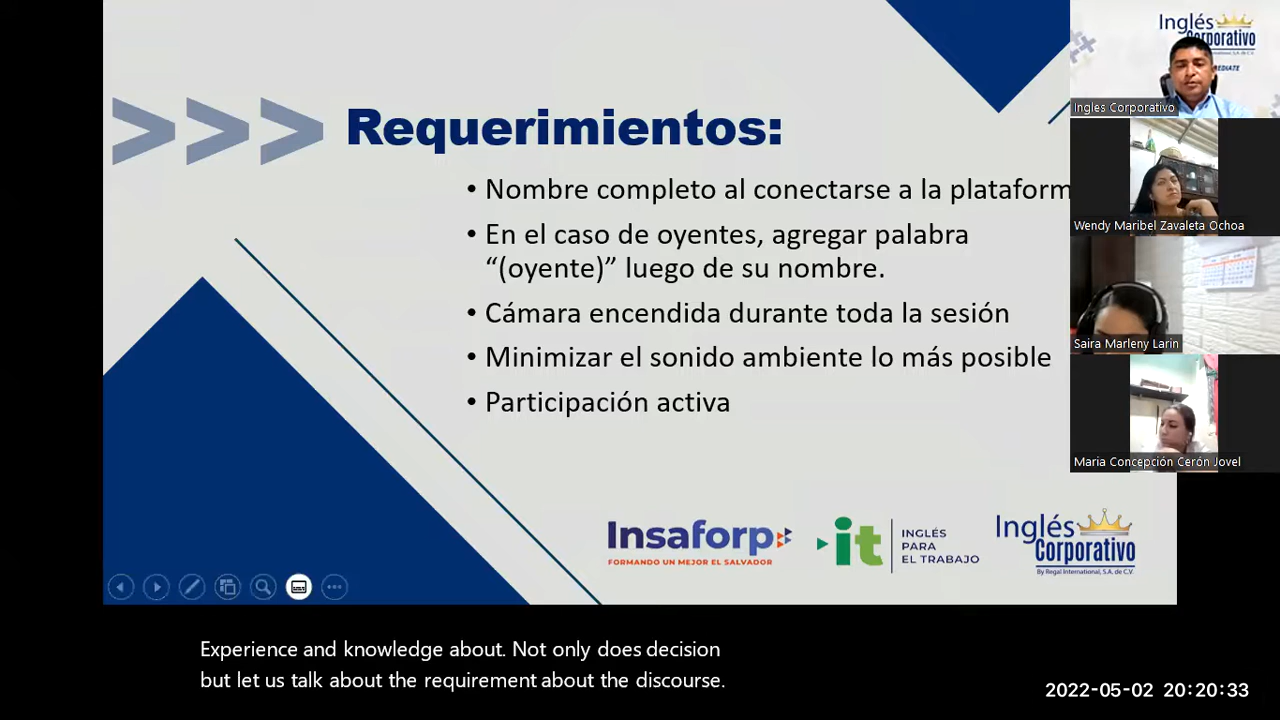 >>> Requerimientos:
• Nombre completo al conectarse a la plataform
• En el caso de oyentes, agregar palabra
“(oyente)” luego de su nombre.
• Cámara encendida durante toda la sesión
• Minimizar el sonido ambiente lo más posible
• Participación activa
Insaforp
FORMANDO UN MEJOR EL SALVADOR
it
INGLÉS
PARA
EL TRABAJO
Inglés
Corporativo
By Regal International, S.A. de C.V.
Inglés
Corporativo
Ingles Corporativo
Wendy Maribel Zavaleta Ochoa
Saira Marleny Larin
Maria Concepción Cerón Jovel
Experience and knowledge about. Not only does decision
but let us talk about the requirement about the discourse.
2022-05-02 20:20:33